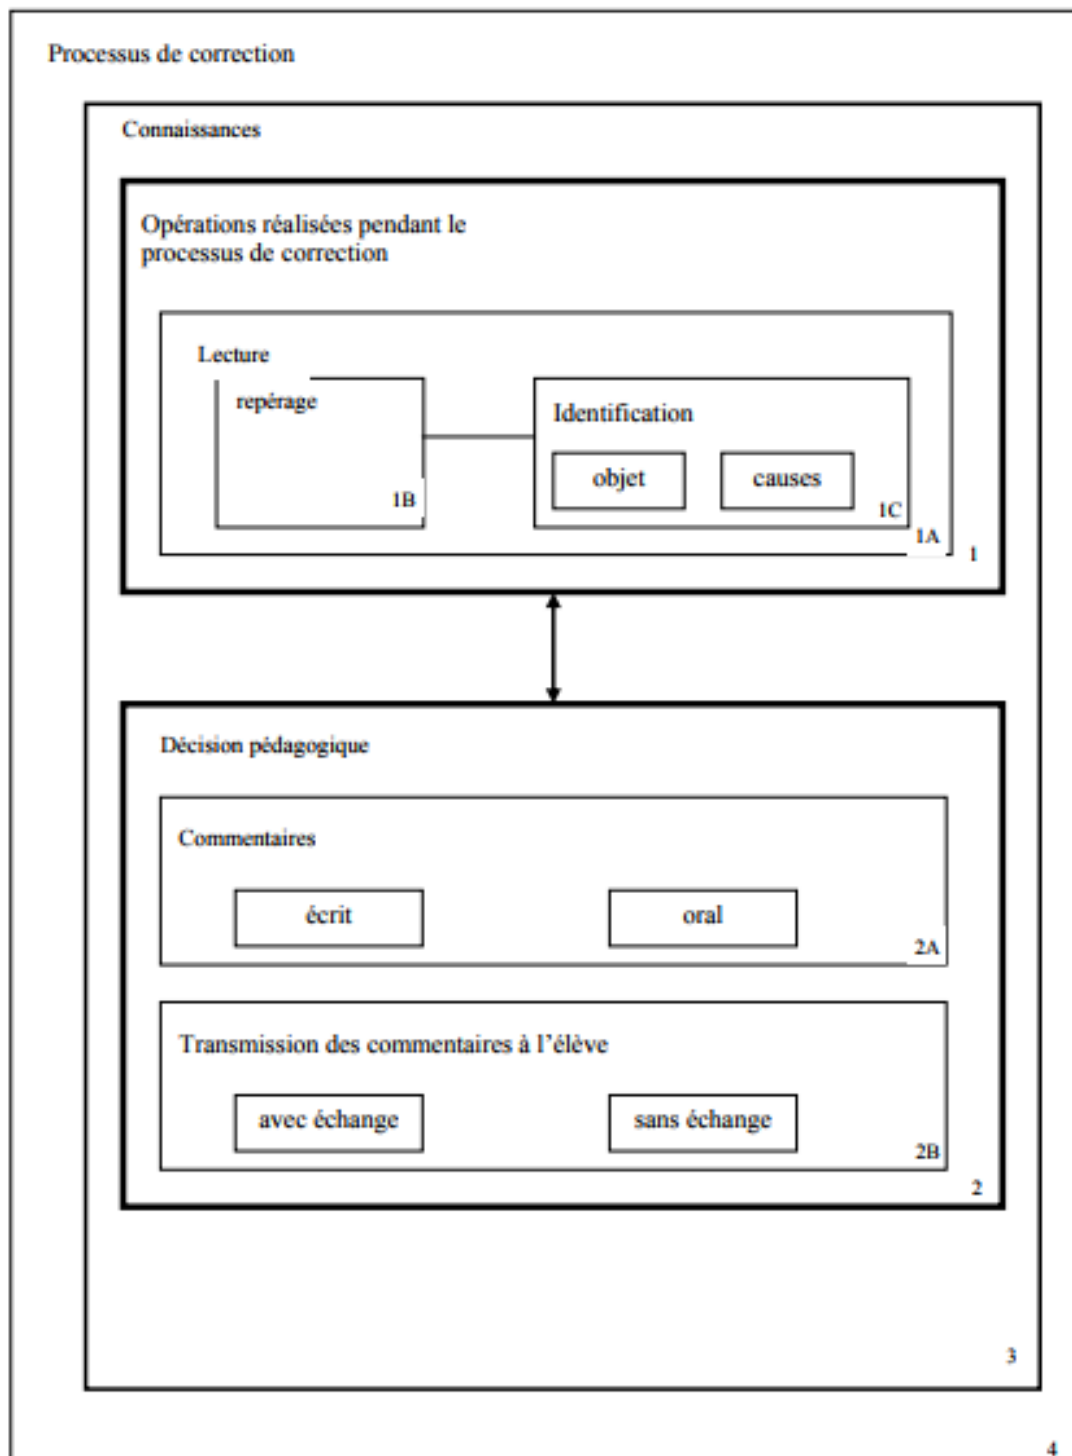 Processus de correction
Connaissances
Opérations réalisées pendant le
processus de correction
Lecture
repérage
Identification
objet
causes
1B
1C
1A
1
Décision pédagogique
Commentaires
écrit
oral
2A
Transmission des commentaires à l'élève
avec échange
sans échange
2B
2
3
4